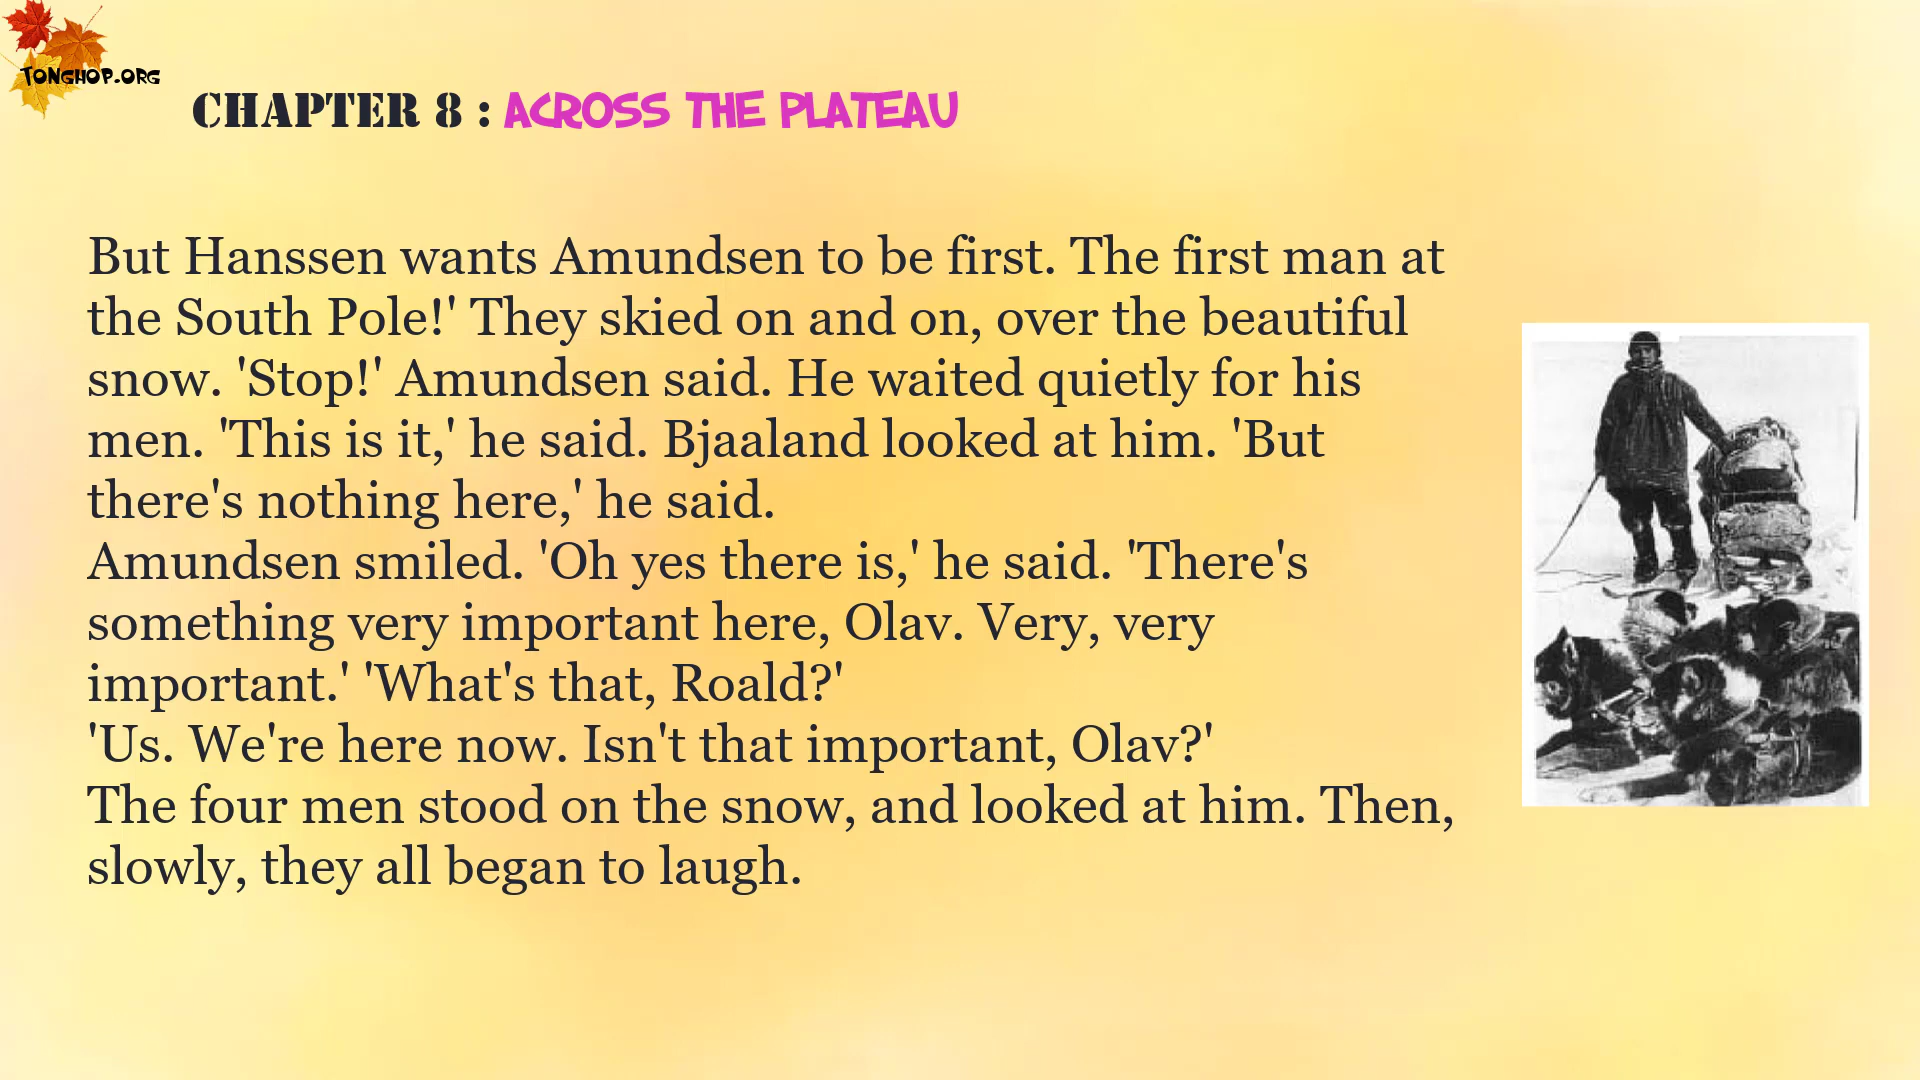 TONGHOP.ORG
CHAPTER 8 : ACROSS THE PLATEAU
But Hanssen wants Amundsen to be first. The first man at
the South Pole!' They skied on and on, over the beautiful
snow. 'Stop!' Amundsen said. He waited quietly for his
men. 'This is it,' he said. Bjaaland looked at him. 'But
there's nothing here,' he said.
Amundsen smiled. 'Oh yes there is,' he said. 'There's
something very important here, Olav. Very, very
important.' 'What's that, Roald?'
'Us. We're here now. Isn't that important, Olav?'
The four men stood on the snow, and looked at him. Then,
slowly, they all began to laugh.